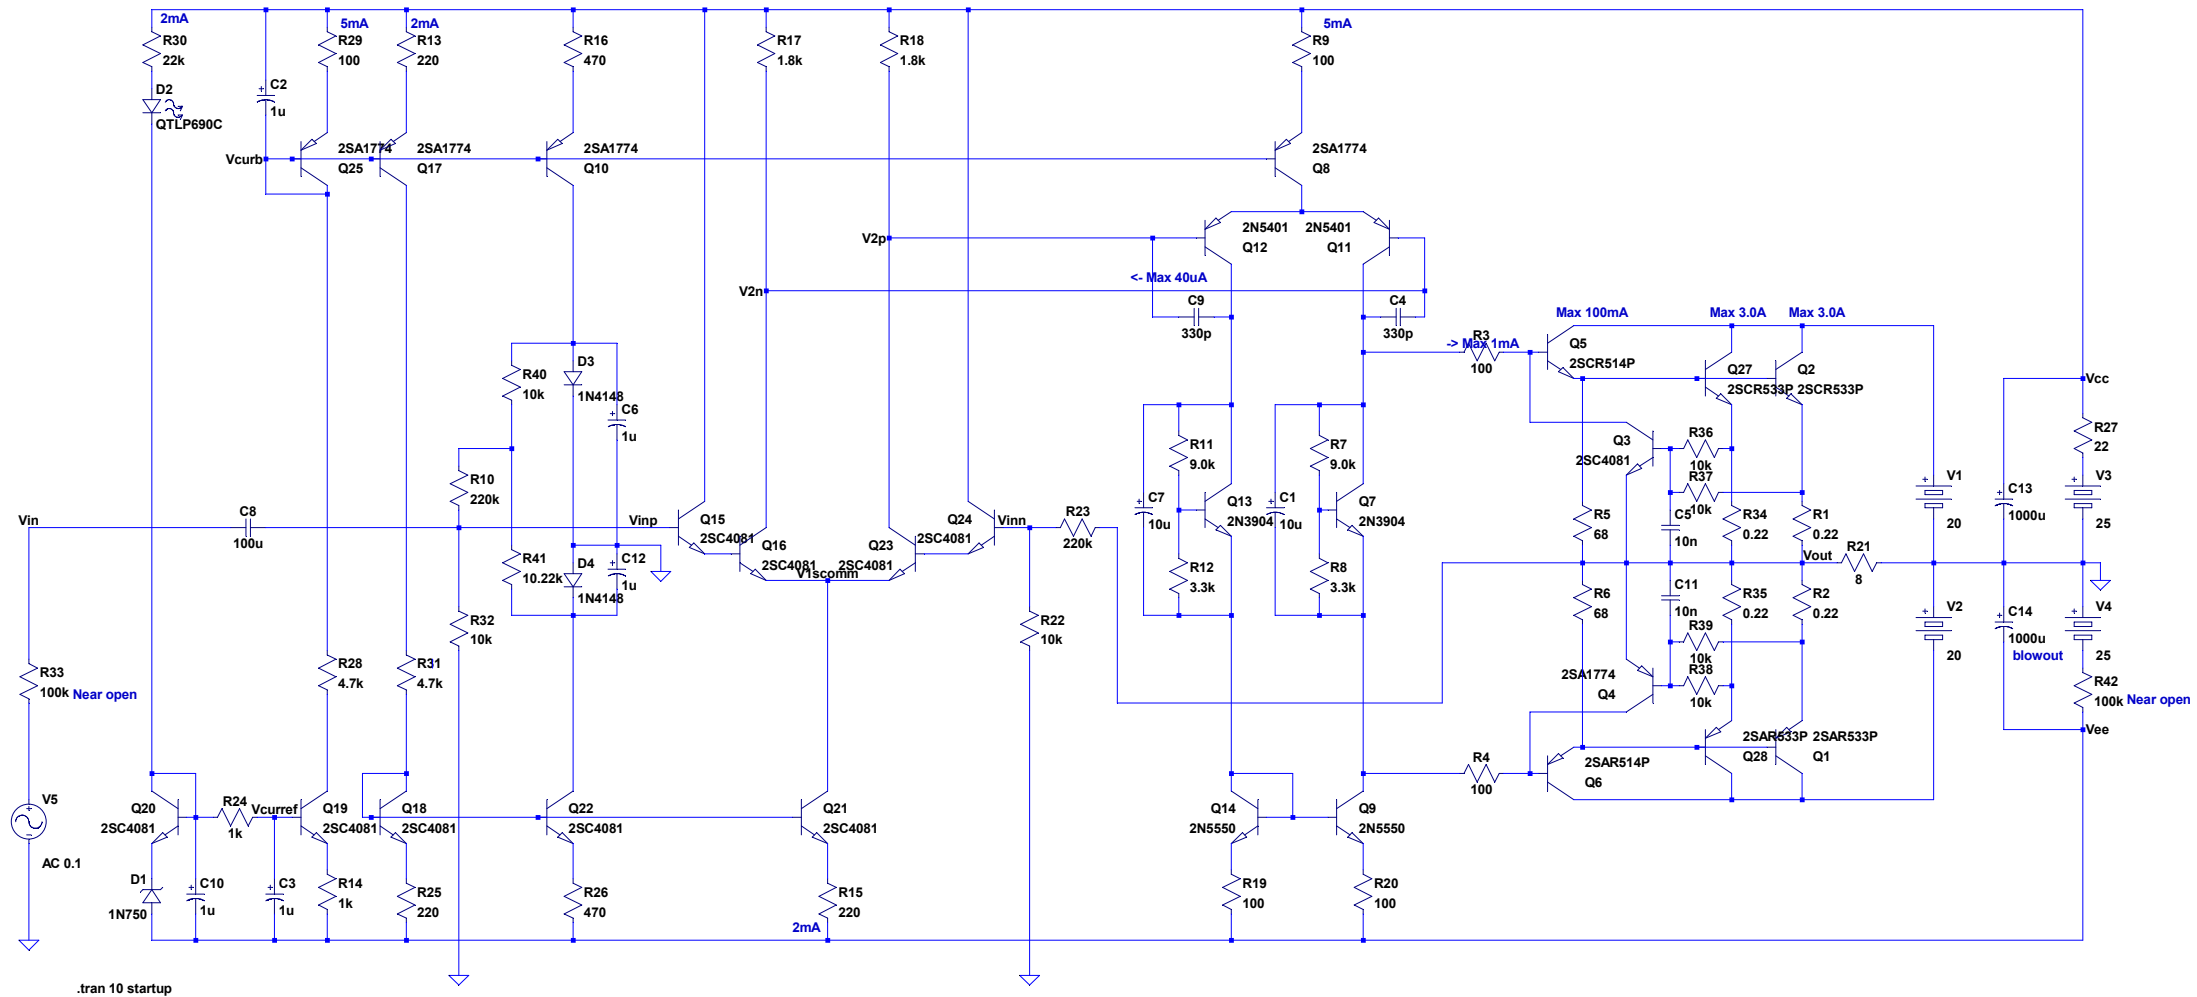 2mA
R30
22k
D2
QTLP690C
C2
1u
5mA
R29
100
2mA
R13
220
R16
470
R17
1.8k
R18
1.8k
5mA
R9
100
Vcurb
2SA1774
Q25
2SA1774
Q17
2SA1774
Q10
2SA1774
Q8
V2p
2N5401
Q12
2N5401
Q11
<- Max 40uA
V2n
C9
330p
C4
330p
R40
10k
D3
1N4148
C6
1u
R10
220k
R3
-> Max 1mA
100
Max 100mA
Q5
2SCR514P
Max 3.0A
Q27
2SCR533P
Max 3.0A
Q2
2SCR533P
Vcc
R27
22
R11
9.0k
R7
9.0k
Q3
2SC4081
R36
10k
R37
10k
V1
20
C13
1000u
V3
25
Vin
C8
100u
Vinp
Q15
2SC4081
Q16
2SC4081
Q24
2SC4081
Q23
2SC4081
Vinn
R23
220k
V1scomm
C7
10u
Q13
2N3904
C1
10u
Q7
2N3904
R5
68
C5
10n
R34
0.22
R1
0.22
Vout
R21
8
R41
10.22k
D4
1N4148
C12
1u
R12
3.3k
R8
3.3k
R6
68
C11
10n
R35
0.22
R2
0.22
V2
20
C14
1000u
blowout
V4
25
R32
10k
R22
10k
R39
10k
R38
10k
2SA1774
Q4
R33
100k
Near open
R28
4.7k
R31
4.7k
R42
100k
Near open
Vee
R4
100
2SAR514P
Q6
2SAR533P
Q28
2SAR533P
Q1
V5
AC 0.1
Q20
2SC4081
R24
1k
Vcurref
Q19
2SC4081
Q18
2SC4081
Q22
2SC4081
Q21
2SC4081
Q14
2N5550
Q9
2N5550
D1
1N750
C10
1u
C3
1u
R14
1k
R25
220
R26
470
R15
220
2mA
R19
100
R20
100
.tran 10 startup